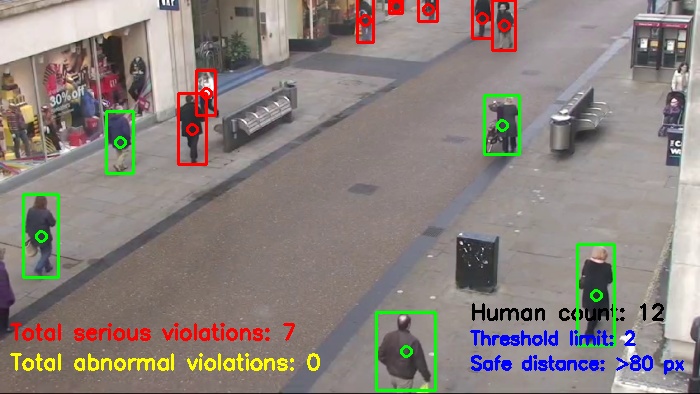 30% off
Total serious violations: 7
Total abnormal violations: 0
Human count: 12
Threshold limit: 2
Safe distance: >80 px